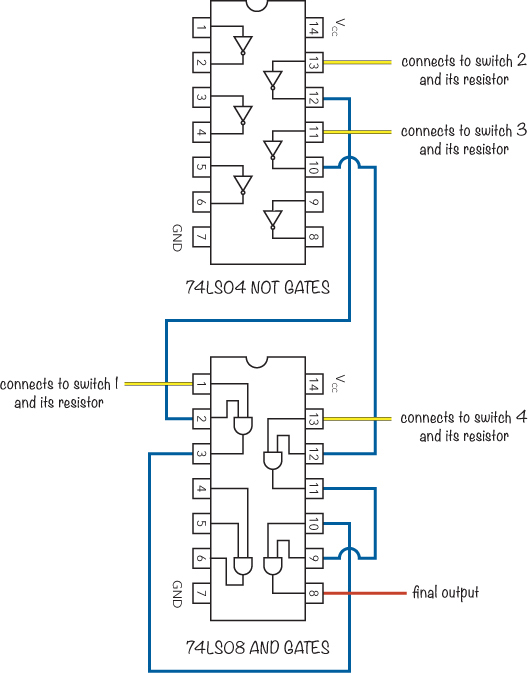 1
14
V
CC
2
13
connects to switch 2
and its resistor
3
12
4
11
connects to switch 3
and its resistor
5
10
6
9
GND
7
8
74LS04 NOT GATES
connects to switch 1
and its resistor
1
14
V
CC
2
13
connects to switch 4
and its resistor
3
12
4
11
5
10
6
9
GND
7
8
final output
74LS08 AND GATES